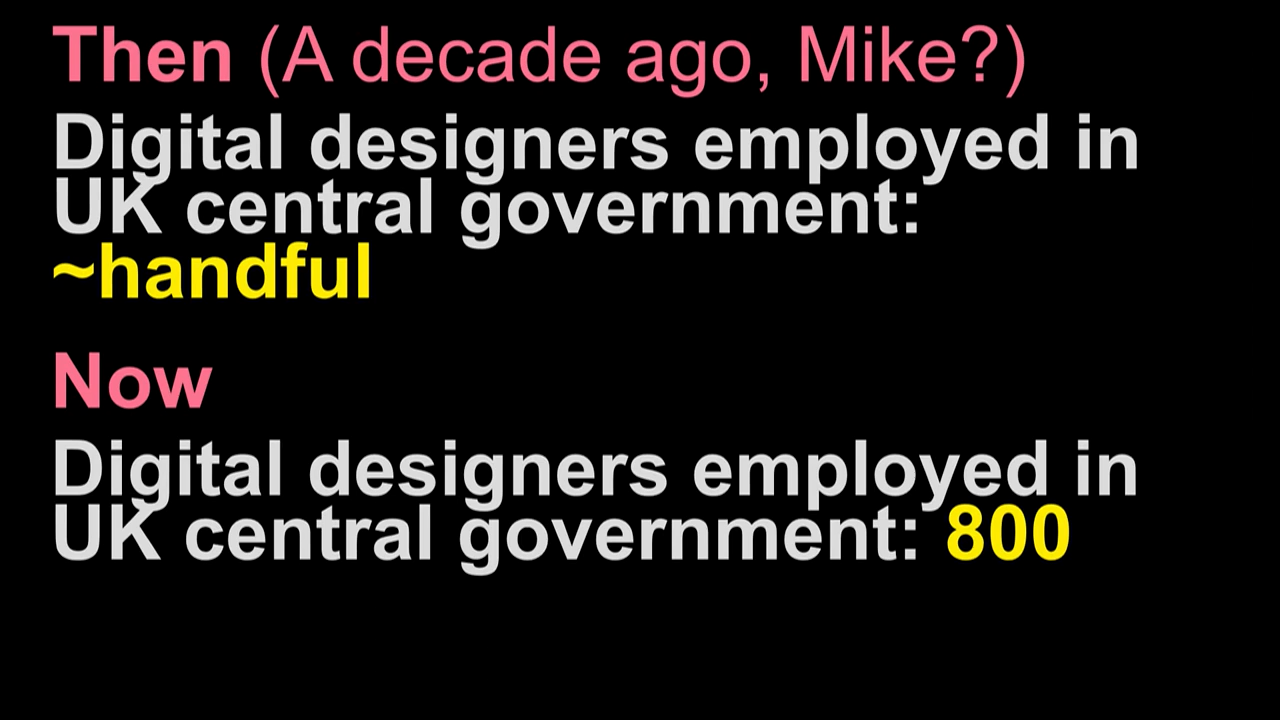 Then (A decade ago, Mike?)
Digital designers employed in
UK central government:
~handful
Now
Digital designers employed in
UK central government: 800